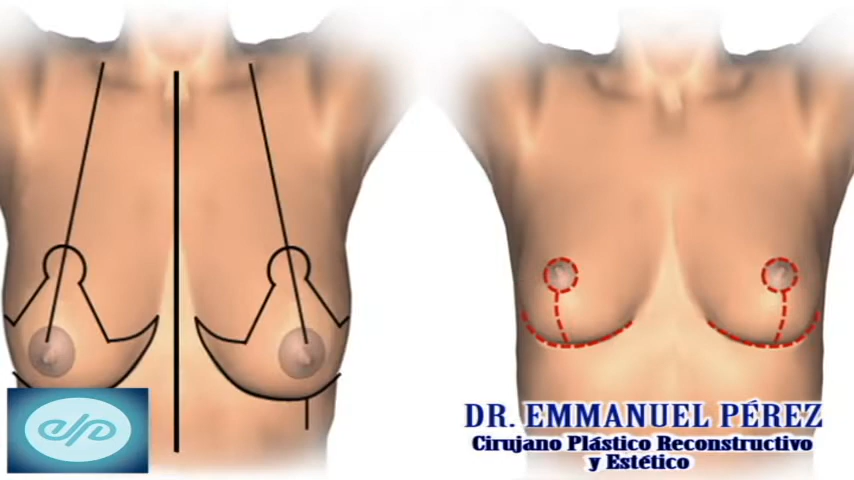 DR. EMMANUEL PÉREZ
Cirujano Plástico Reconstructivo
y Estético